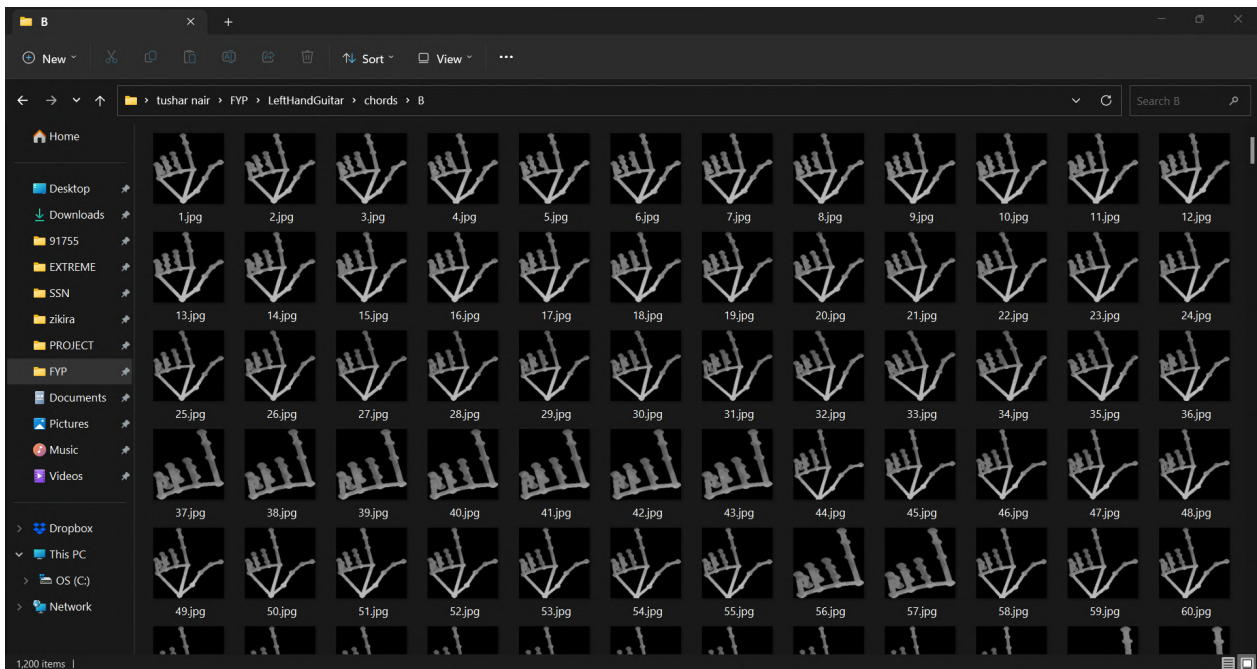 B
New Sort View
tushar nair > FYP > LeftHandGuitar > chords > B Search B
Home
Desktop
Downloads
91755
EXTREME
SSN
zikira
PROJECT
FYP
Documents
Pictures
Music
Videos
Dropbox
This PC
OS (C:)
Network
1.jpg 2.jpg 3.jpg 4.jpg 5.jpg 6.jpg 7.jpg 8.jpg 9.jpg 10.jpg 11.jpg 12.jpg
13.jpg 14.jpg 15.jpg 16.jpg 17.jpg 18.jpg 19.jpg 20.jpg 21.jpg 22.jpg 23.jpg 24.jpg
25.jpg 26.jpg 27.jpg 28.jpg 29.jpg 30.jpg 31.jpg 32.jpg 33.jpg 34.jpg 35.jpg 36.jpg
37.jpg 38.jpg 39.jpg 40.jpg 41.jpg 42.jpg 43.jpg 44.jpg 45.jpg 46.jpg 47.jpg 48.jpg
49.jpg 50.jpg 51.jpg 52.jpg 53.jpg 54.jpg 55.jpg 56.jpg 57.jpg 58.jpg 59.jpg 60.jpg
1,200 items